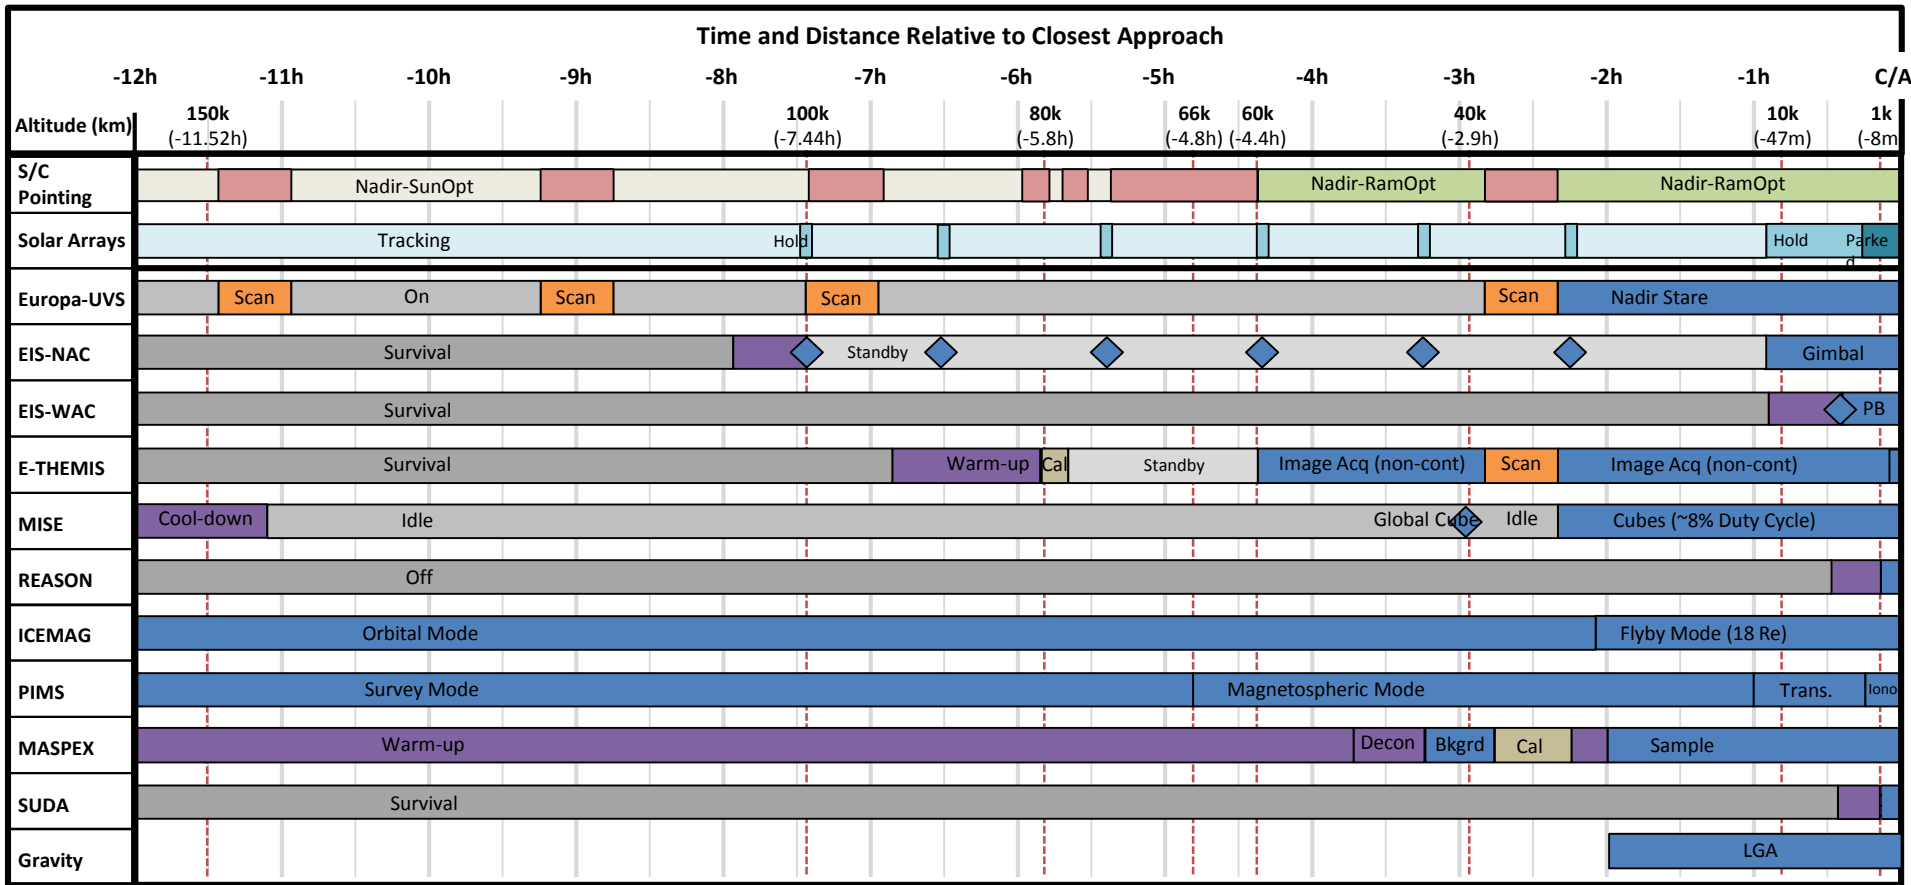 Time and Distance Relative to Closest Approach
-12h -11h -10h -9h -8h -7h -6h -5h -4h -3h -2h -1h C/A
Altitude (km) 150k 100k 80k 66k 60k 40k 10k 1k
(-11.52h) (-7.44h) (-5.8h) (-4.8h) (-4.4h) (-2.9h) (-47m) (-8m
S/C
Pointing
Nadir-SunOpt Nadir-RamOpt Nadir-RamOpt
Solar Arrays Tracking Hold Hold Parke
d
Europa-UVS Scan On Scan Scan Scan Nadir Stare
EIS-NAC Survival Standby Gimbal
EIS-WAC Survival PB
E-THEMIS Survival Warm-up Cal Standby Image Acq (non-cont) Scan Image Acq (non-cont)
MISE Cool-down Idle Global Cube Idle Cubes (~8% Duty Cycle)
REASON Off
ICEMAG Orbital Mode Flyby Mode (18 Re)
PIMS Survey Mode Magnetospheric Mode Trans. Iono
MASPEX Warm-up Decon Bkgrd Cal Sample
SUDA Survival
Gravity LGA